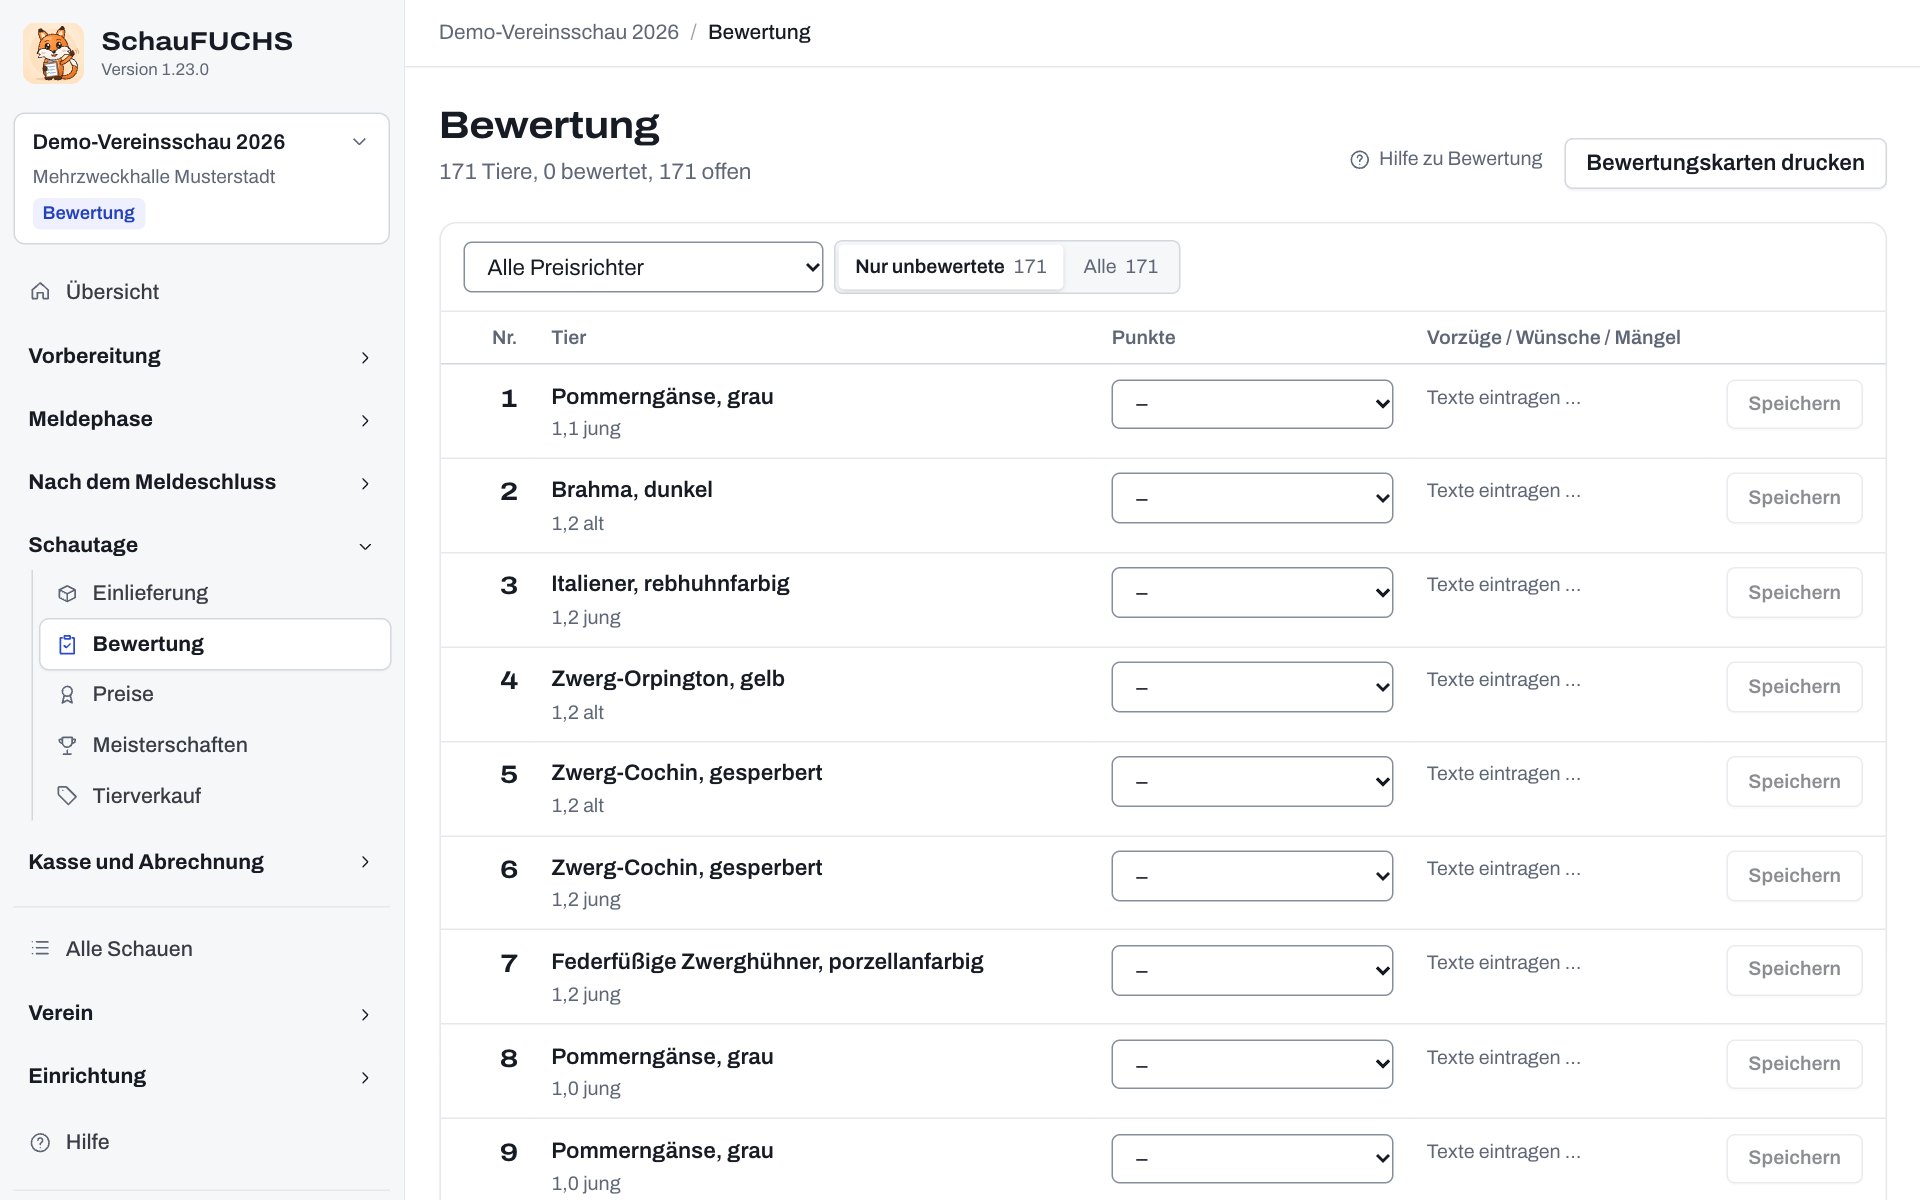 SchauFUCHS
Version 1.23.0
Demo-Vereinsschau 2026
Mehrzweckhalle Musterstadt
Bewertung
Übersicht
Vorbereitung
Meldephase
Nach dem Meldeschluss
Schautage
Einlieferung
Bewertung
Preise
Meisterschaften
Tierverkauf
Kasse und Abrechnung
Alle Schauen
Verein
Einrichtung
Hilfe
Demo-Vereinsschau 2026 / Bewertung
Bewertung
171 Tiere, 0 bewertet, 171 offen
Hilfe zu Bewertung
Bewertungskarten drucken
Alle Preisrichter
Nur unbewertete 171
Alle 171
Nr. Tier Punkte Vorzüge / Wünsche / Mängel
1 Pommerngänse, grau – Texte eintragen ... Speichern
1,1 jung
2 Brahma, dunkel – Texte eintragen ... Speichern
1,2 alt
3 Italiener, rebhuhnfarbig – Texte eintragen ... Speichern
1,2 jung
4 Zwerg-Orpington, gelb – Texte eintragen ... Speichern
1,2 alt
5 Zwerg-Cochin, gesperbert – Texte eintragen ... Speichern
1,2 alt
6 Zwerg-Cochin, gesperbert – Texte eintragen ... Speichern
1,2 jung
7 Federfüßige Zwerghühner, porzellanfarbig – Texte eintragen ... Speichern
1,2 jung
8 Pommerngänse, grau – Texte eintragen ... Speichern
1,0 jung
9 Pommerngänse, grau – Texte eintragen ... Speichern
1,0 jung